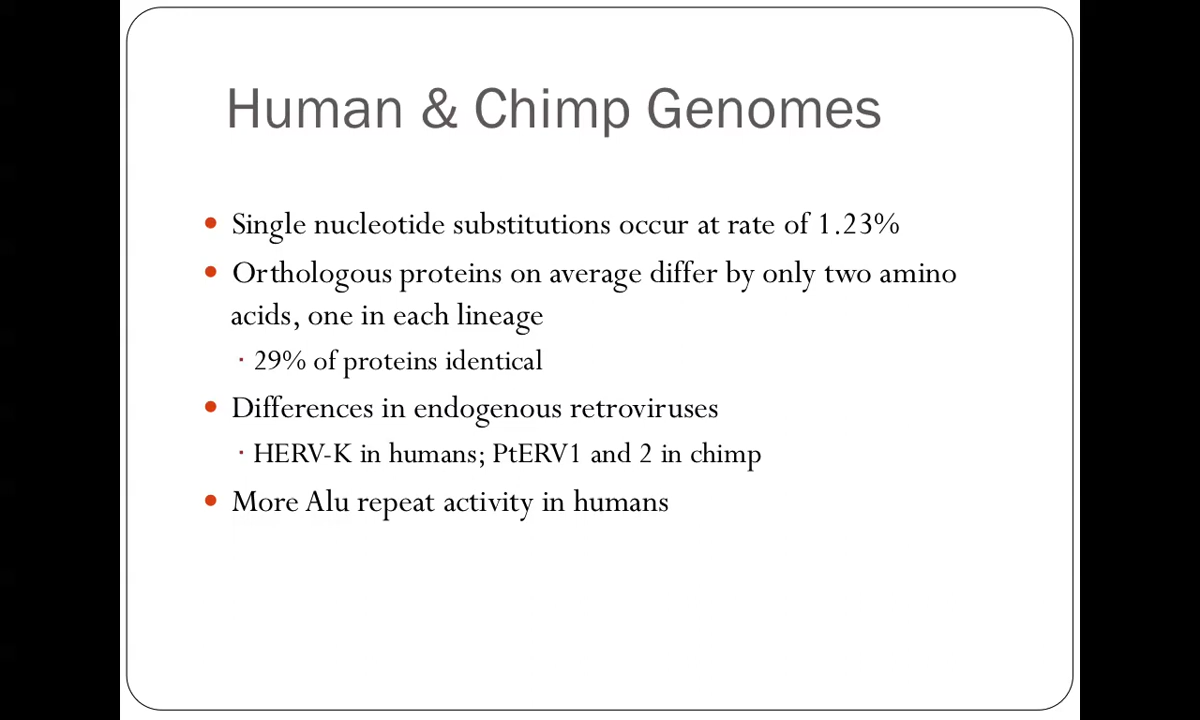 Human & Chimp Genomes
• Single nucleotide substitutions occur at rate of 1.23%
• Orthologous proteins on average differ by only two amino
acids, one in each lineage
· 29% of proteins identical
• Differences in endogenous retroviruses
· HERV-K in humans; PtERV1 and 2 in chimp
• More Alu repeat activity in humans